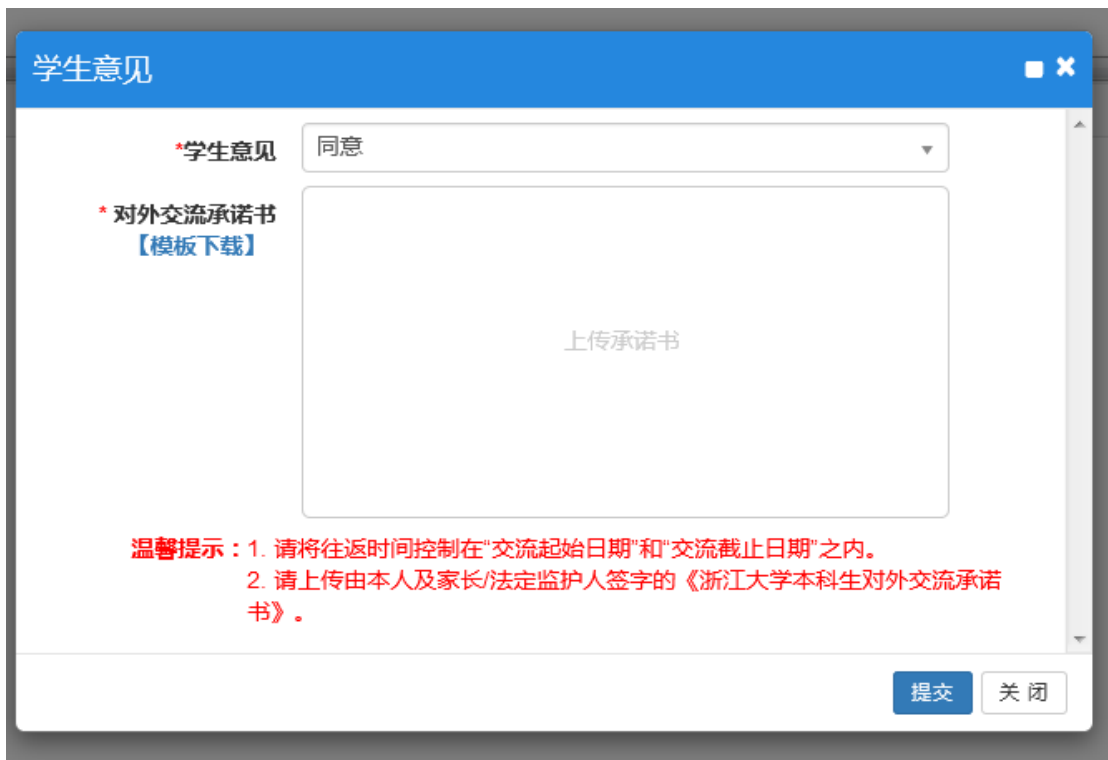 学生意见
*学生意见
同意
* 对外交流承诺书
【模板下载】
上传承诺书
温馨提示：1. 请将往返时间控制在“交流起始日期”和“交流截止日期”之内。
2. 请上传由本人及家长/法定监护人签字的《浙江大学本科生对外交流承诺
书》。
提交
关 闭